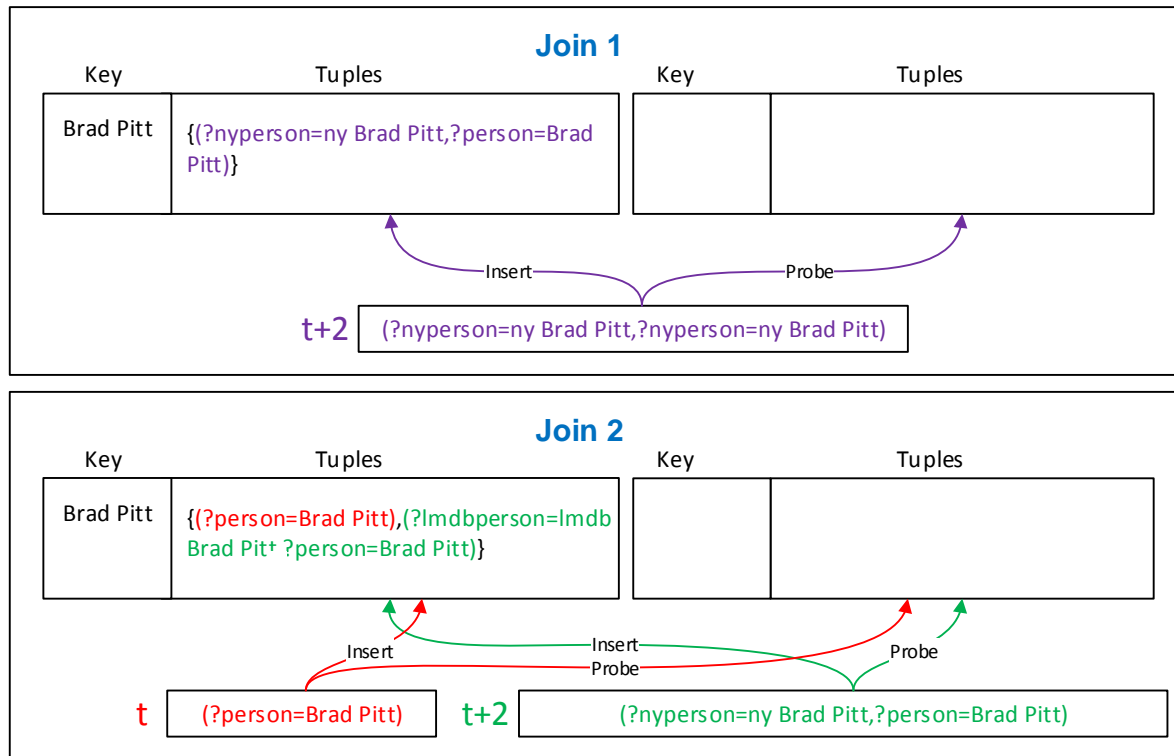 Join 1
Key Tuples Key Tuples
Brad Pitt
{(?nyperson=ny Brad Pitt,?person=Brad
Pitt)}
Insert Probe
t+2 (?nyperson=ny Brad Pitt,?nyperson=ny Brad Pitt)
Join 2
Key Tuples Key Tuples
Brad Pitt
{(?person=Brad Pitt),(?lmdbperson=lmdb
Brad Pitt ?person=Brad Pitt)}
Insert
Insert Probe
Probe
t (?person=Brad Pitt) t+2 (?nyperson=ny Brad Pitt,?person=Brad Pitt)